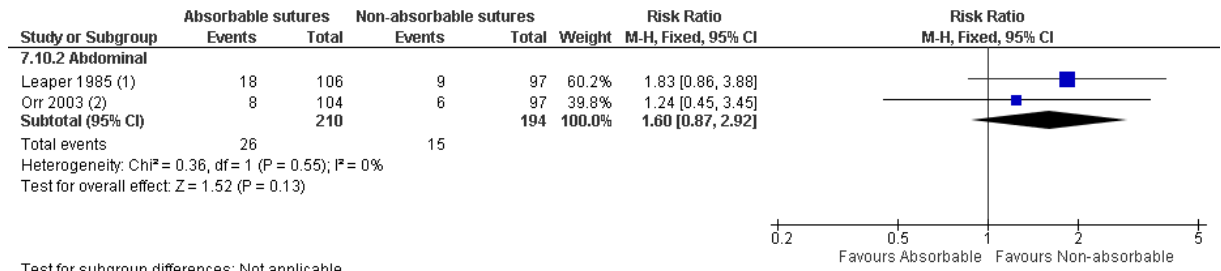 Absorbable sutures Non-absorbable sutures Risk Ratio Risk Ratio
Study or Subgroup Events Total Events Total Weight M-H, Fixed, 95% CI M-H, Fixed, 95% CI
7.10.2 Abdominal
Leaper 1985 (1) 18 106 9 97 60.2% 1.83 [0.86, 3.88]
Orr 2003 (2) 8 104 6 97 39.8% 1.24 [0.45, 3.45]
Subtotal (95% CI) 210 194 100.0% 1.60 [0.87, 2.92]
Total events 26 15
Heterogeneity: Chi² = 0.36, df = 1 (P = 0.55); I² = 0%
Test for overall effect: Z = 1.52 (P = 0.13)
0.2 0.5 1 2 5
Favours Absorbable Favours Non-absorbable
Test for subgroup differences: Not applicable